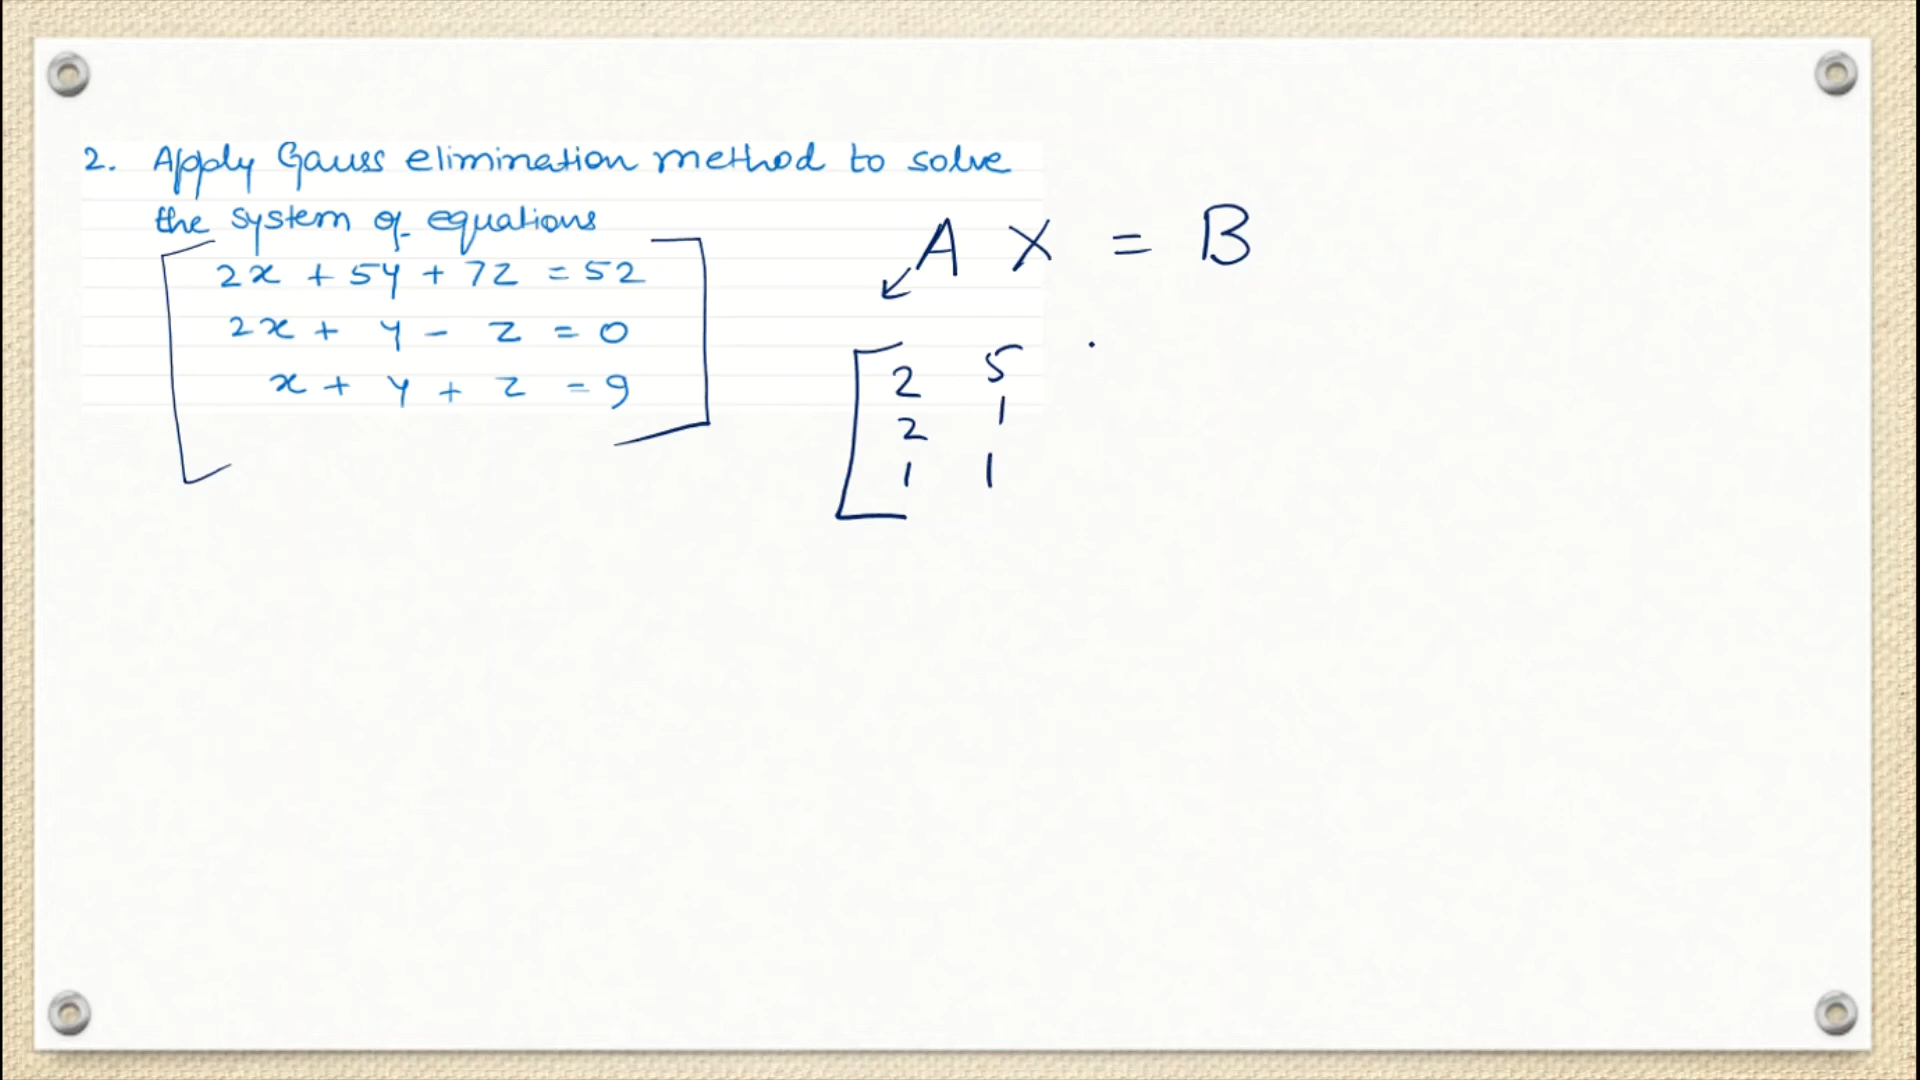 2. Apply Gauss elimination method to solve
the system of equations
2x + 5y + 7z = 52
2x + y - z = 0
x + y + z = 9
A X = B
2 5
2 1
1 1